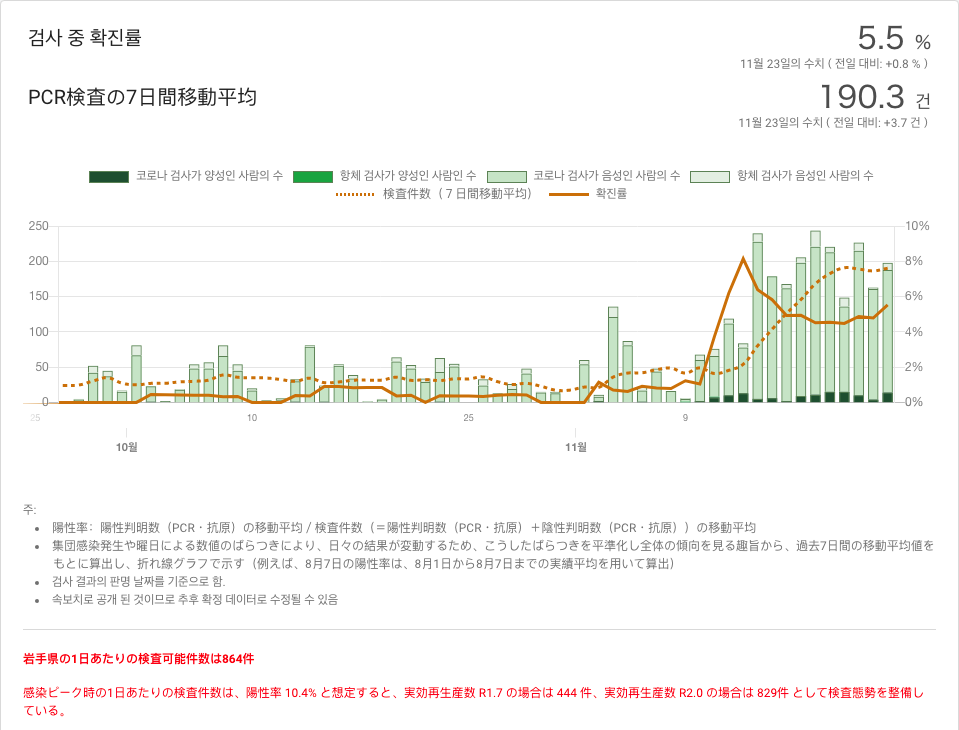 검사 중 확진률
5.5 %
11월 23일의 수치 ( 전일 대비: +0.8 % )
PCR検査の7日間移動平均
190.3 건
11월 23일의 수치 ( 전일 대비: +3.7 건 )
코로나 검사가 양성인 사람의 수 항체 검사가 양성인 사람인 수 코로나 검사가 음성인 사람의 수 항체 검사가 음성인 사람의 수
検査件数（７日間移動平均） 확진률
250 10%
200 8%
150 6%
100 4%
50 2%
0 0%
25 10 25 9
10월 11월
주:
陽性率：陽性判明数（PCR・抗原）の移動平均 / 検査件数（＝陽性判明数（PCR・抗原）＋陰性判明数（PCR・抗原））の移動平均
集団感染発生や曜日による数値のばらつきにより、日々の結果が変動するため、こうしたばらつきを平準化し全体の傾向を見る趣旨から、過去7日間の移動平均値を
もとに算出し、折れ線グラフで示す（例えば、8月7日の陽性率は、8月1日から8月7日までの実績平均を用いて算出）
검사 결과의 판명 날짜를 기준으로 함.
속보치로 공개 된 것이므로 추후 확정 데이터로 수정될 수 있음
岩手県の1日あたりの検査可能件数は864件
感染ピーク時の1日あたりの検査件数は、陽性率 10.4% と想定すると、実効再生産数 R1.7 の場合は 444 件、実効再生産数 R2.0 の場合は 829件 として検査態勢を整備し
ている。